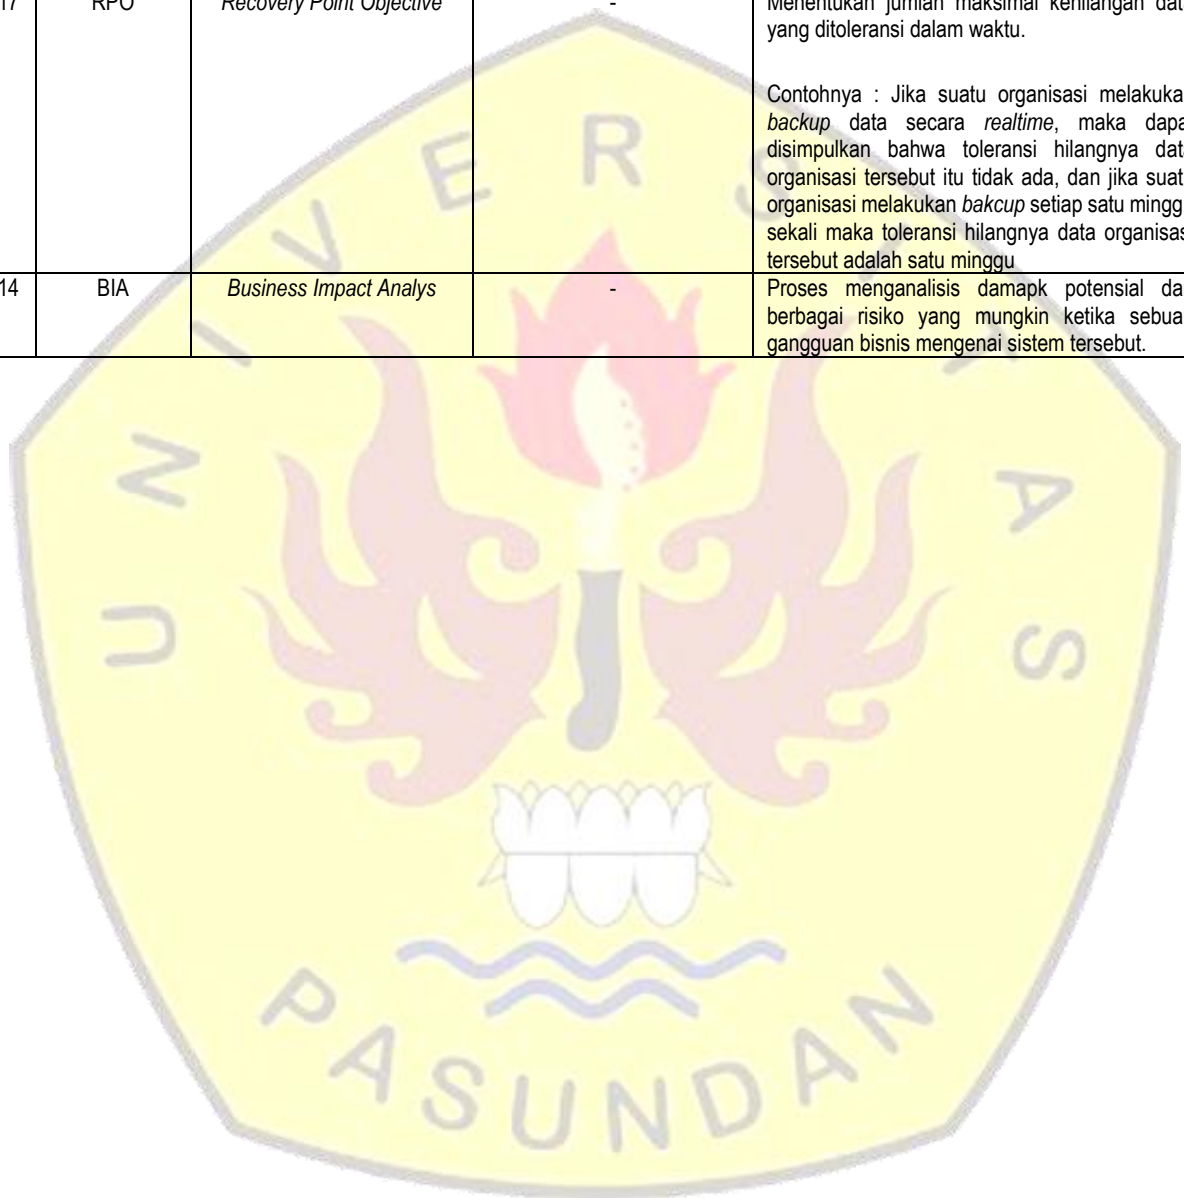 17 RPO Recovery Point Objective - Menentukan jumlah maksimal kehilangan data
yang ditoleransi dalam waktu.
Contohnya : Jika suatu organisasi melakuka
backup data secara realtime, maka dapa
disimpulkan bahwa toleransi hilangnya dat
organisasi tersebut itu tidak ada, dan jika suat
organisasi melakukan bakcup setiap satu mingg
sekali maka toleransi hilangnya data organisas
tersebut adalah satu minggu
14 BIA Business Impact Analys - Proses menganalisis damapk potensial da
berbagai risiko yang mungkin ketika sebua
gangguan bisnis mengenai sistem tersebut.
UNIVERSITAS
PASUNDAN